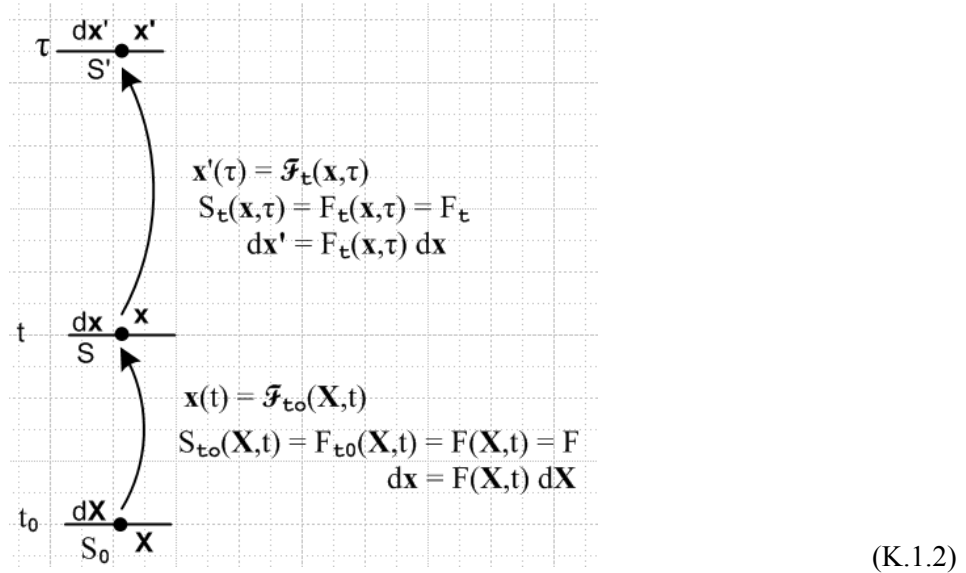 dx' x'
τ
S'
x'(τ) = ℱt(x,τ)
St(x,τ) = Ft(x,τ) = Ft
dx' = Ft(x,τ) dx
dx x
t
S
x(t) = ℱto(X,t)
Sto(X,t) = Ft0(X,t) = F(X,t) = F
dx = F(X,t) dX
t0 dX
S0 X
(K.1.2)